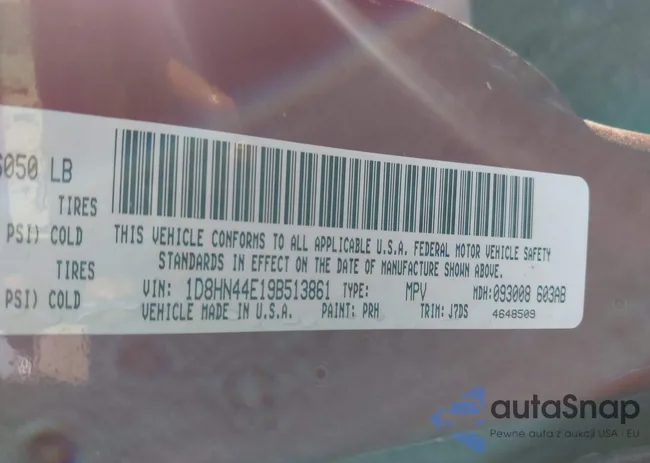 6050 LB
TIRES
PSI) COLD
THIS VEHICLE CONFORMS TO ALL APPLICABLE U.S.A. FEDERAL MOTOR VEHICLE SAFETY
STANDARDS IN EFFECT ON THE DATE OF MANUFACTURE SHOWN ABOVE.
TIRES
PSI) COLD
VIN: 1D8HN44E19B513861 TYPE: MPV MDH: 093008 603AB
VEHICLE MADE IN U.S.A. PAINT: PRH TRIM: J7DS 4648509
autaSnap
Pewne auta z aukcji USA i EU